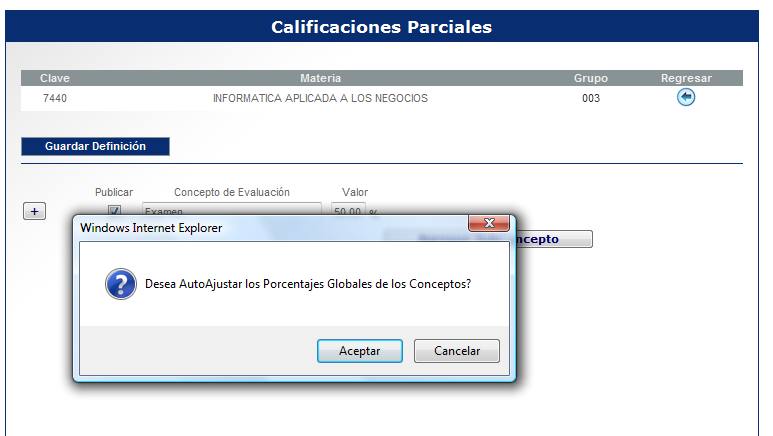 Calificaciones Parciales
Clave Materia Grupo Regresar
7440 INFORMATICA APLICADA A LOS NEGOCIOS 003
Guardar Definición
Publicar Concepto de Evaluación Valor
+ Examen 50.00 %
ncepto
Windows Internet Explorer
Desea AutoAjustar los Porcentajes Globales de los Conceptos?
Aceptar Cancelar